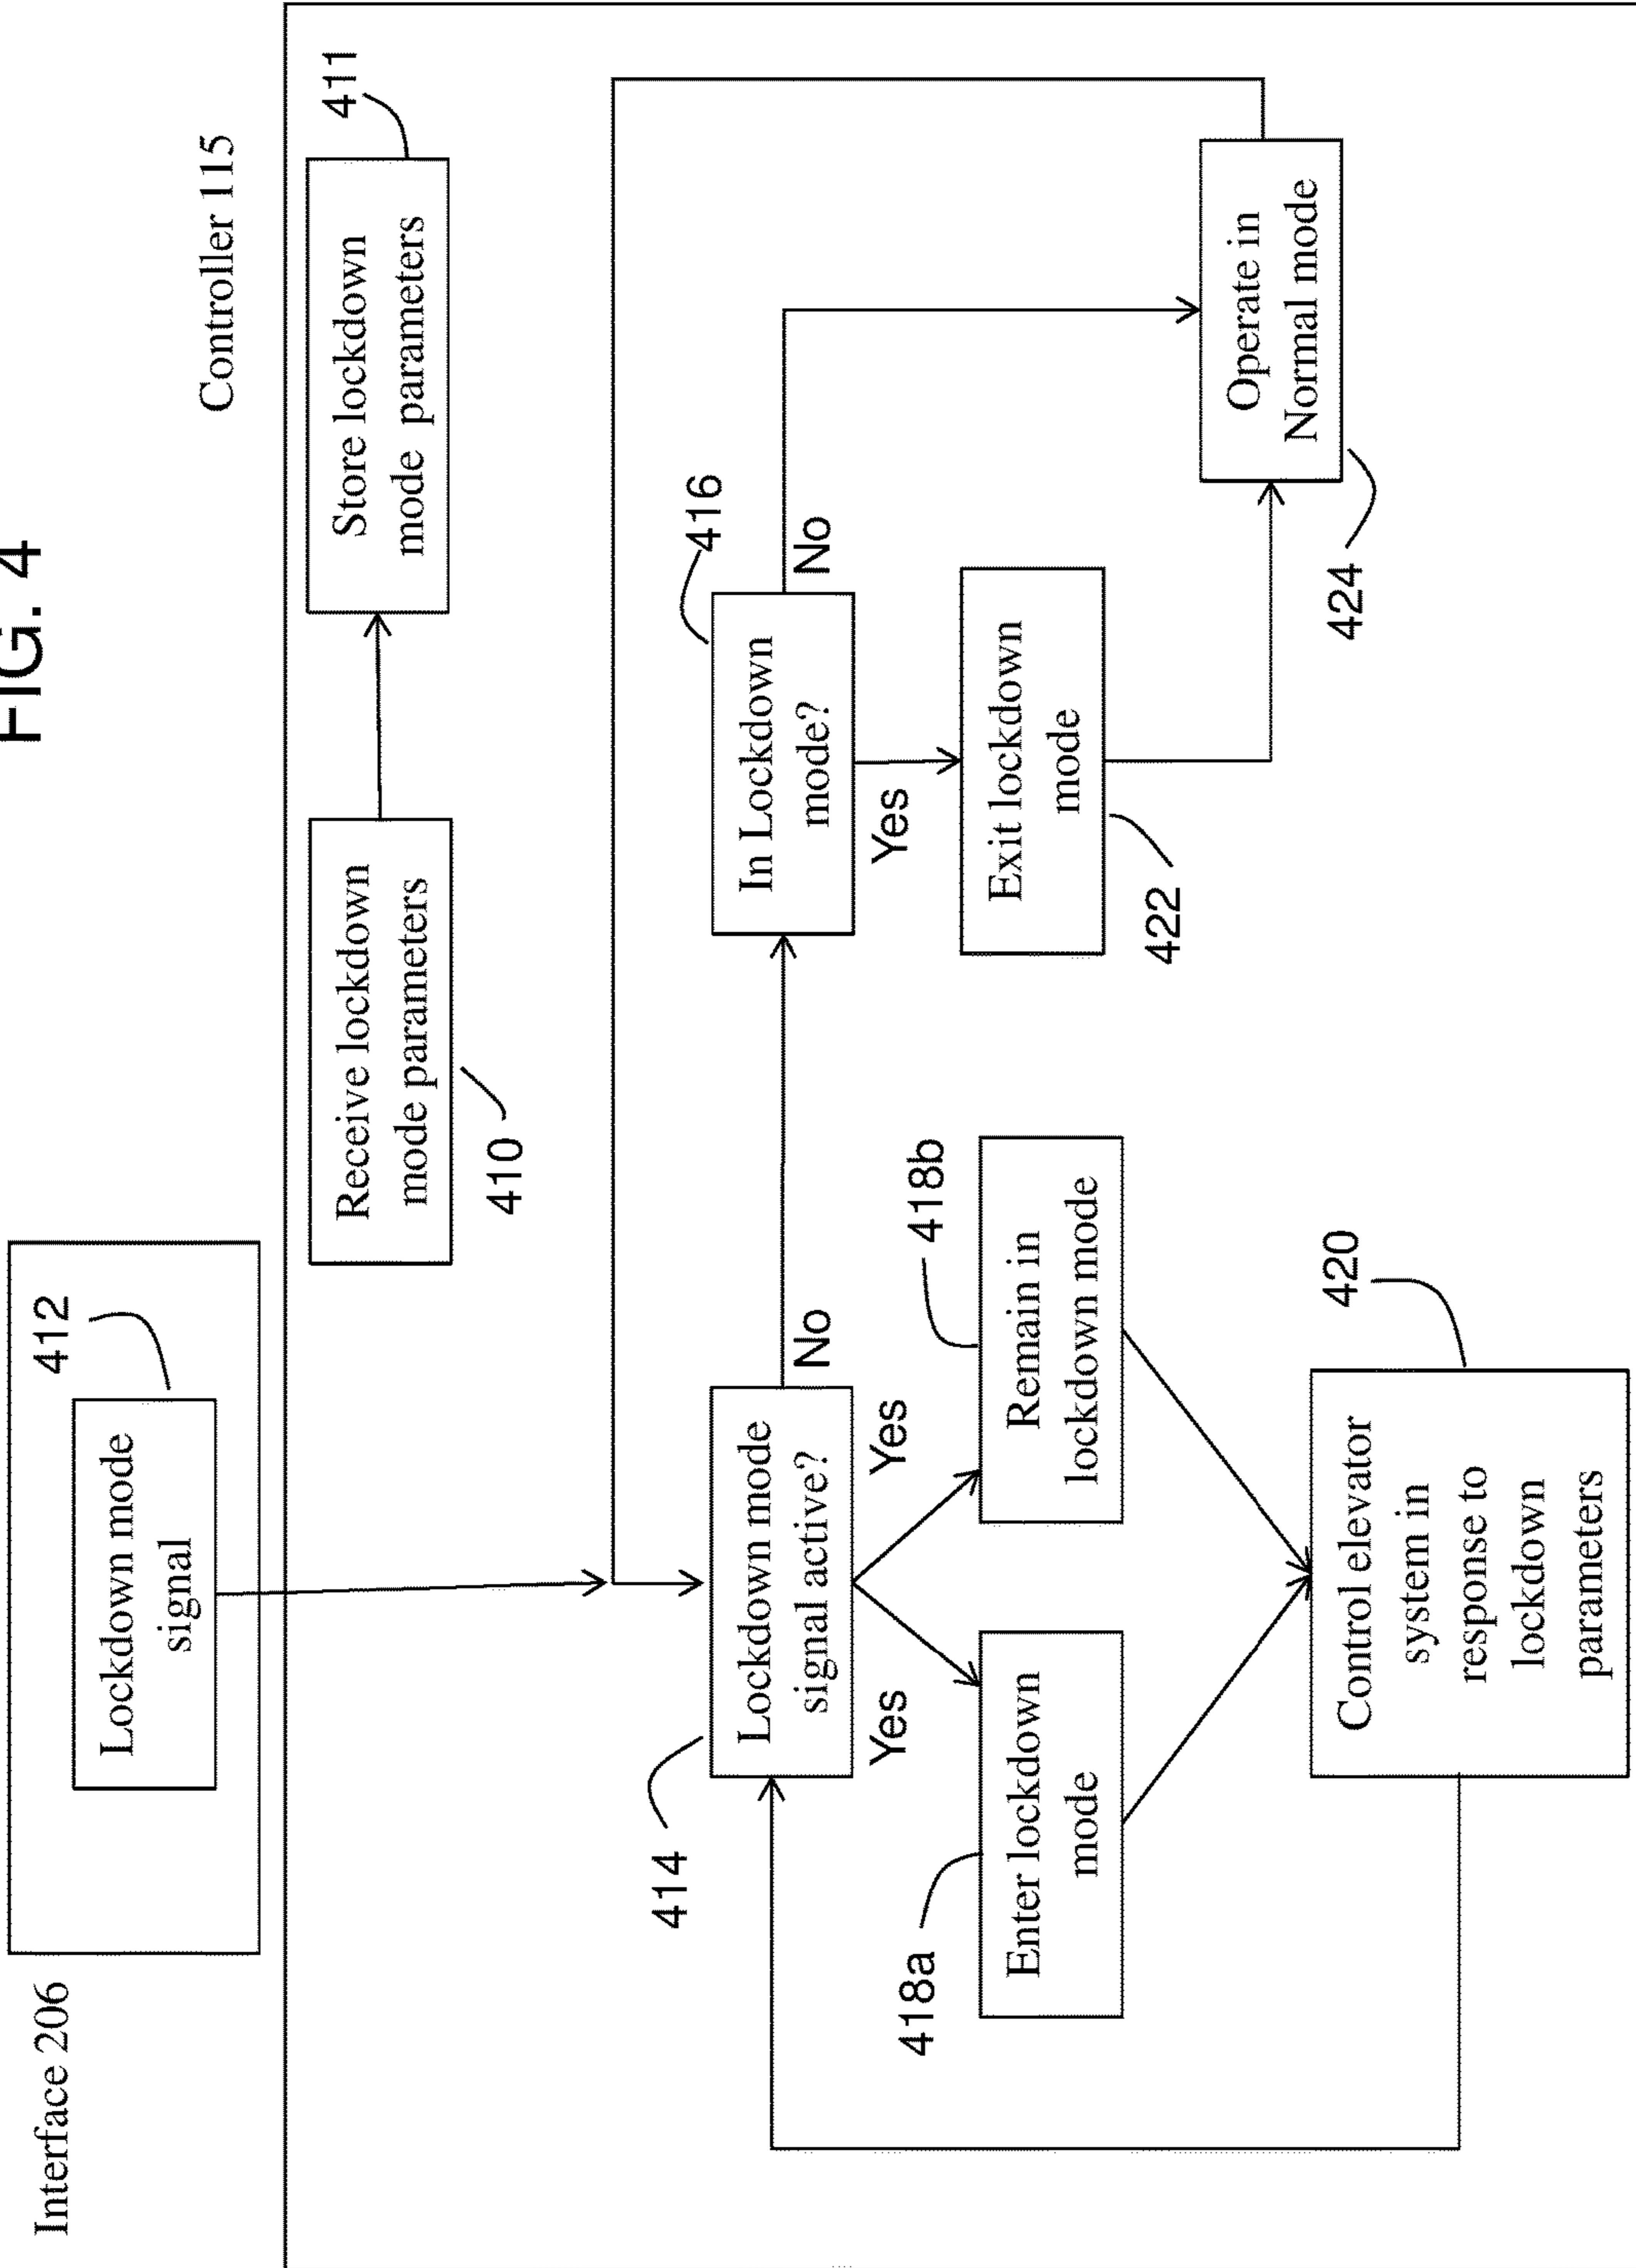 FIG. 4
Interface 206
412
Lockdown mode
signal
Controller 115
Receive lockdown
mode parameters
410
Store lockdown
mode parameters
411
414
Lockdown mode
signal active?
No
Yes
Yes
In Lockdown
mode?
416
No
Yes
418a
Enter lockdown
mode
Remain in
lockdown mode
418b
Exit lockdown
mode
422
Control elevator
system in
response to
lockdown
parameters
420
Operate in
Normal mode
424